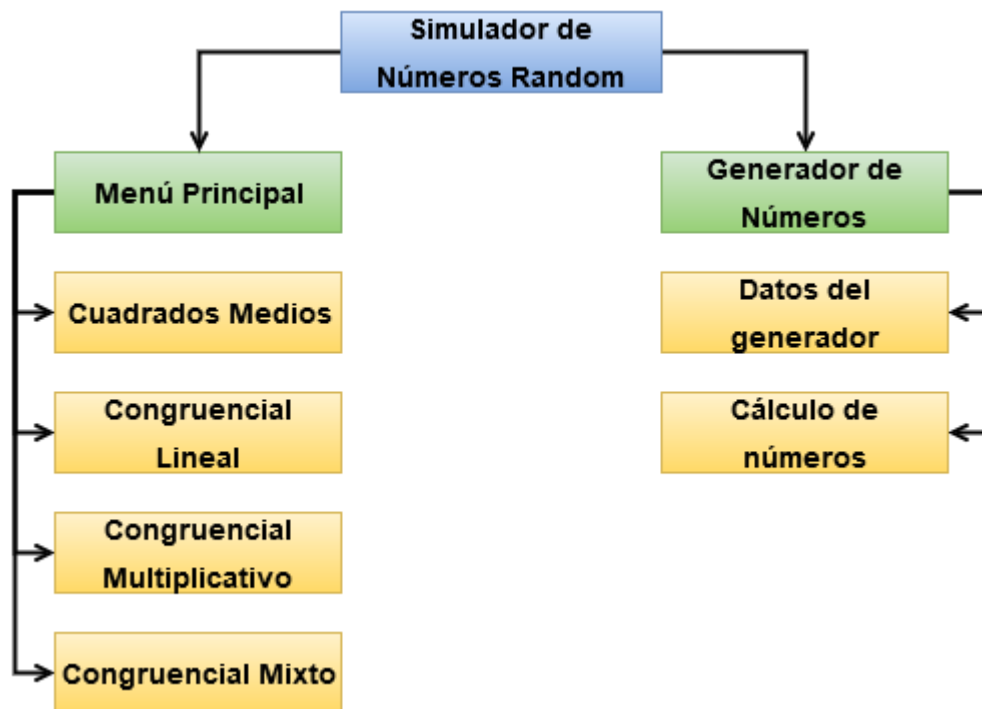 Simulador de
Números Random
Menú Principal
Generador de
Números
Cuadrados Medios
Datos del
generador
Congruencial
Lineal
Cálculo de
números
Congruencial
Multiplicativo
Congruencial Mixto